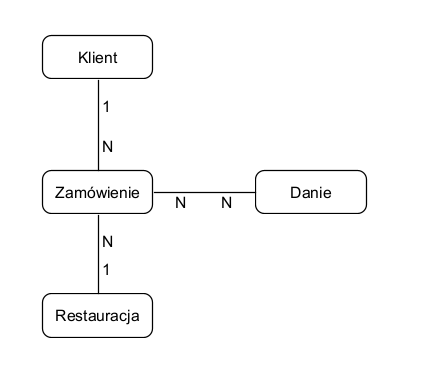 Klient
1
N
Zamówienie
N N
Danie
N
1
Restauracja